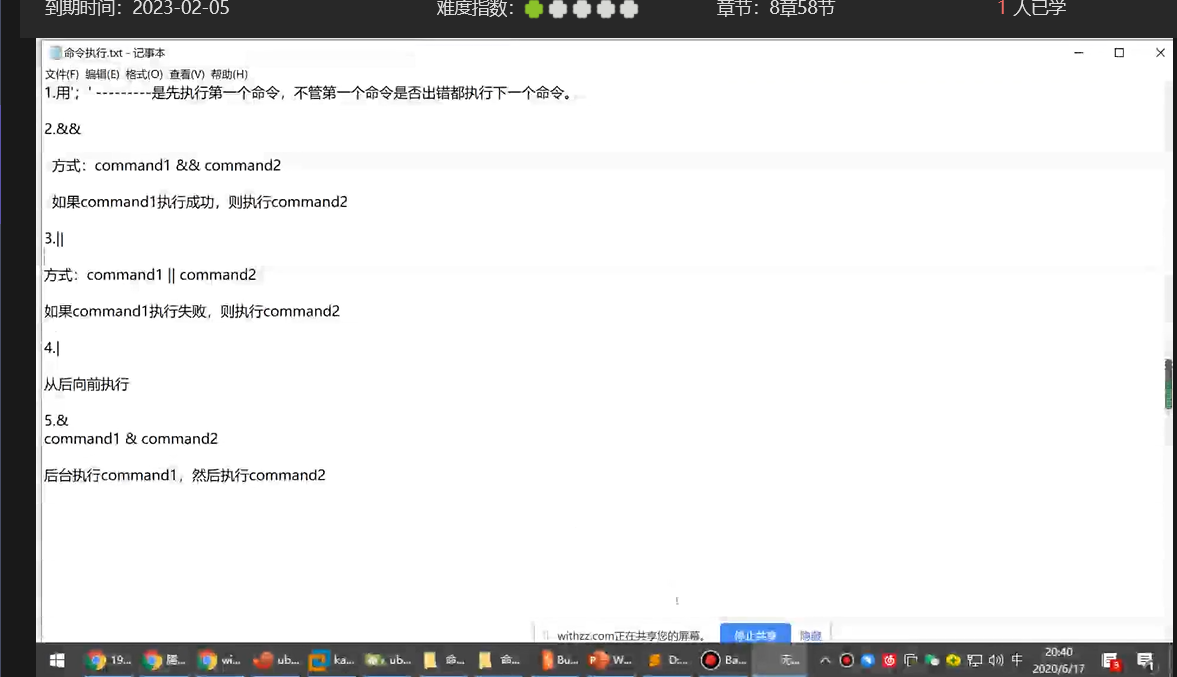 到期时间：2023-02-05 难度指数： 章节：8章58节 1 人已学
命令执行.txt - 记事本
文件(F) 编辑(E) 格式(O) 查看(V) 帮助(H)
1.用'；' ---------是先执行第一个命令，不管第一个命令是否出错都执行下一个命令。
2.&&
方式：command1 && command2
如果command1执行成功，则执行command2
3.||
方式：command1 || command2
如果command1执行失败，则执行command2
4.|
从后向前执行
5.&
command1 & command2
后台执行command1，然后执行command2
withzz.com正在共享您的屏幕。 停止共享 隐藏
19... 腾... wi... ub... ka... ub... 命... 命... Bu... W... D:... Ba... 无... 中 20:40
2020/6/17